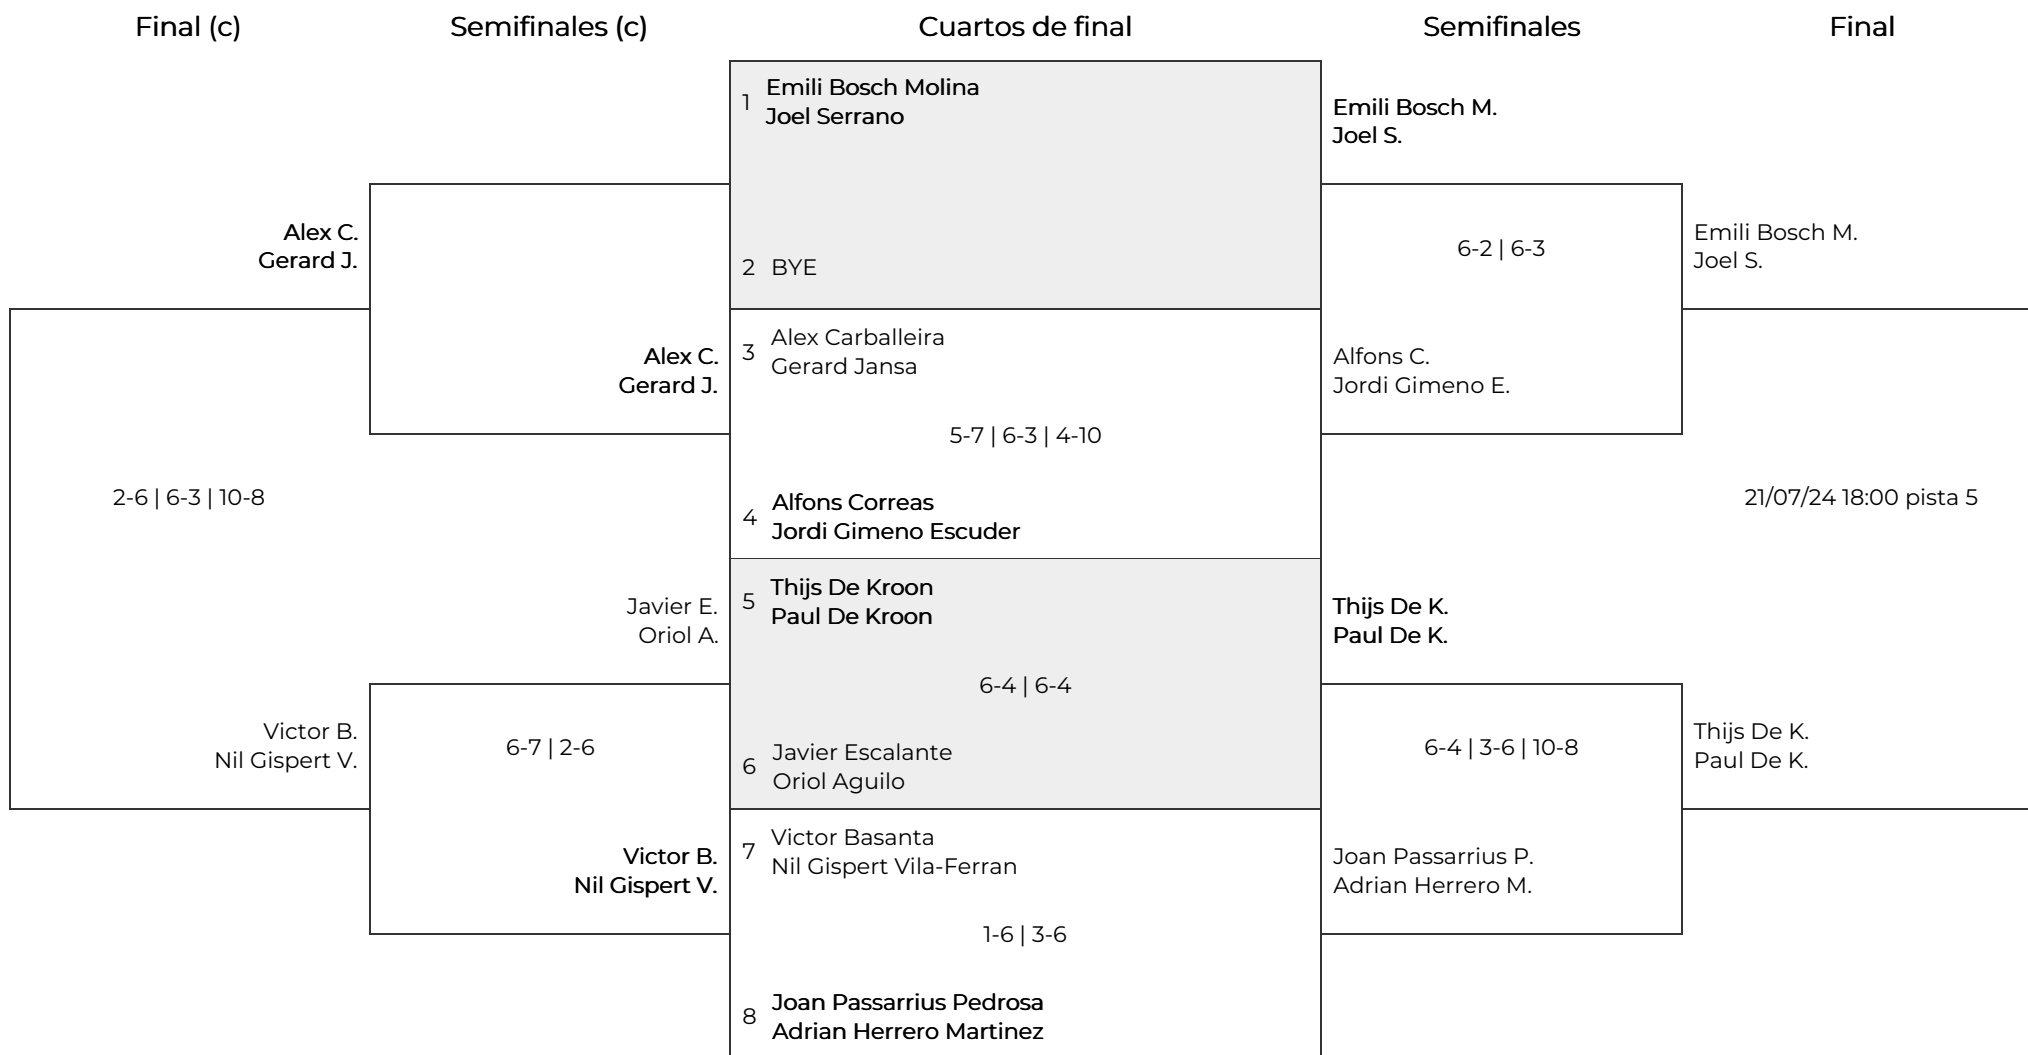 Final (c)
Semifinales (c)
Cuartos de final
Semifinales
Final
Alex C.
Gerard J.
2-6 | 6-3 | 10-8
Victor B.
Nil Gispert V.
Alex C.
Gerard J.
Javier E.
Oriol A.
6-7 | 2-6
Victor B.
Nil Gispert V.
1 Emili Bosch Molina
Joel Serrano
2 BYE
3 Alex Carballeira
Gerard Jansa
5-7 | 6-3 | 4-10
4 Alfons Correas
Jordi Gimeno Escuder
5 Thijs De Kroon
Paul De Kroon
6-4 | 6-4
6 Javier Escalante
Oriol Aguilo
7 Victor Basanta
Nil Gispert Vila-Ferran
1-6 | 3-6
8 Joan Passarrius Pedrosa
Adrian Herrero Martinez
Emili Bosch M.
Joel S.
6-2 | 6-3
Alfons C.
Jordi Gimeno E.
Thijs De K.
Paul De K.
6-4 | 3-6 | 10-8
Joan Passarrius P.
Adrian Herrero M.
Emili Bosch M.
Joel S.
21/07/24 18:00 pista 5
Thijs De K.
Paul De K.